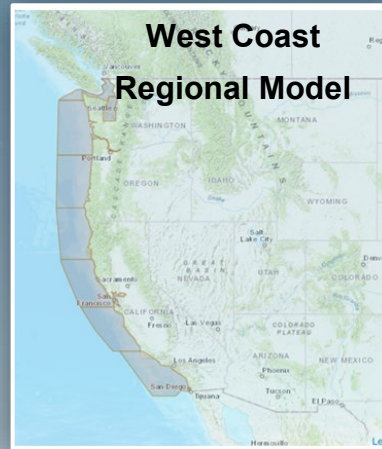 West Coast
Regional Model
Vancouver
Seattle
WASHINGTON
MONTANA
Portland
OREGON
IDAHO
WYOMING
Salt
Lake City
GREAT
BASIN
NEVADA
UTAH
Sacramento
San
Francisco
CALIFORNIA
Fresno
Las Vegas
COLORADO
COLORADO
PLATEAU
Los Angeles
ARIZONA
NEW MEXICO
Phoenix
San Diego
Tijuana
Tucson
El Paso
Hermosillo
Le